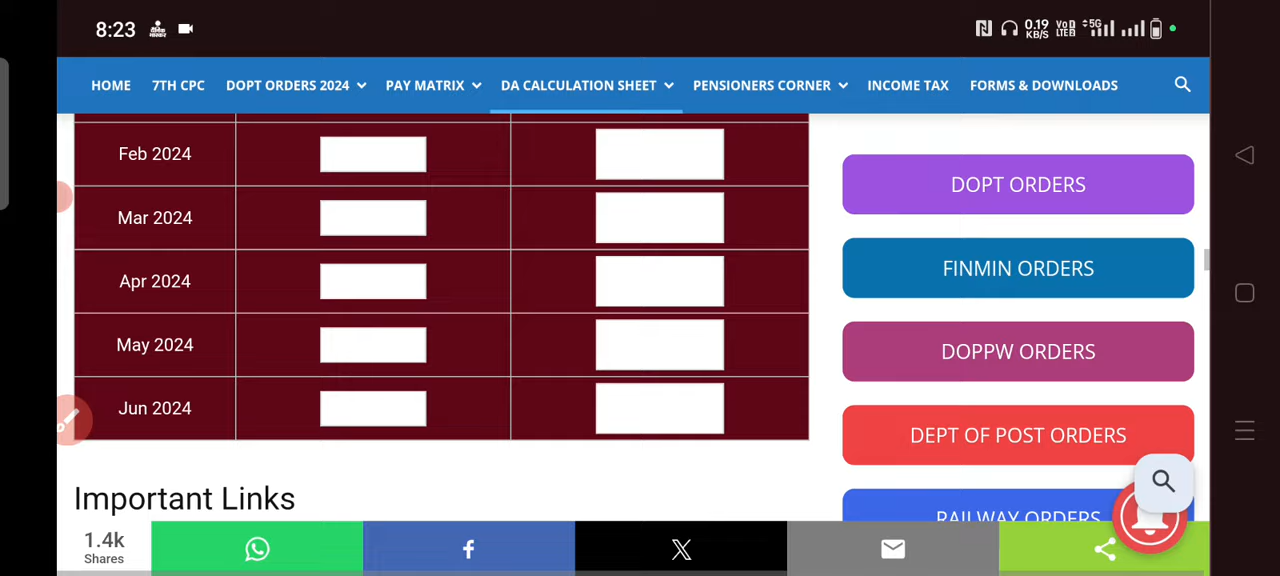 8:23
0.19
KB/S
5G
HOME 7TH CPC DOPT ORDERS 2024 PAY MATRIX DA CALCULATION SHEET PENSIONERS CORNER INCOME TAX FORMS & DOWNLOADS
Feb 2024
Mar 2024
Apr 2024
May 2024
Jun 2024
DOPT ORDERS
FINMIN ORDERS
DOPPW ORDERS
DEPT OF POST ORDERS
RAILWAY ORDERS
Important Links
1.4k
Shares